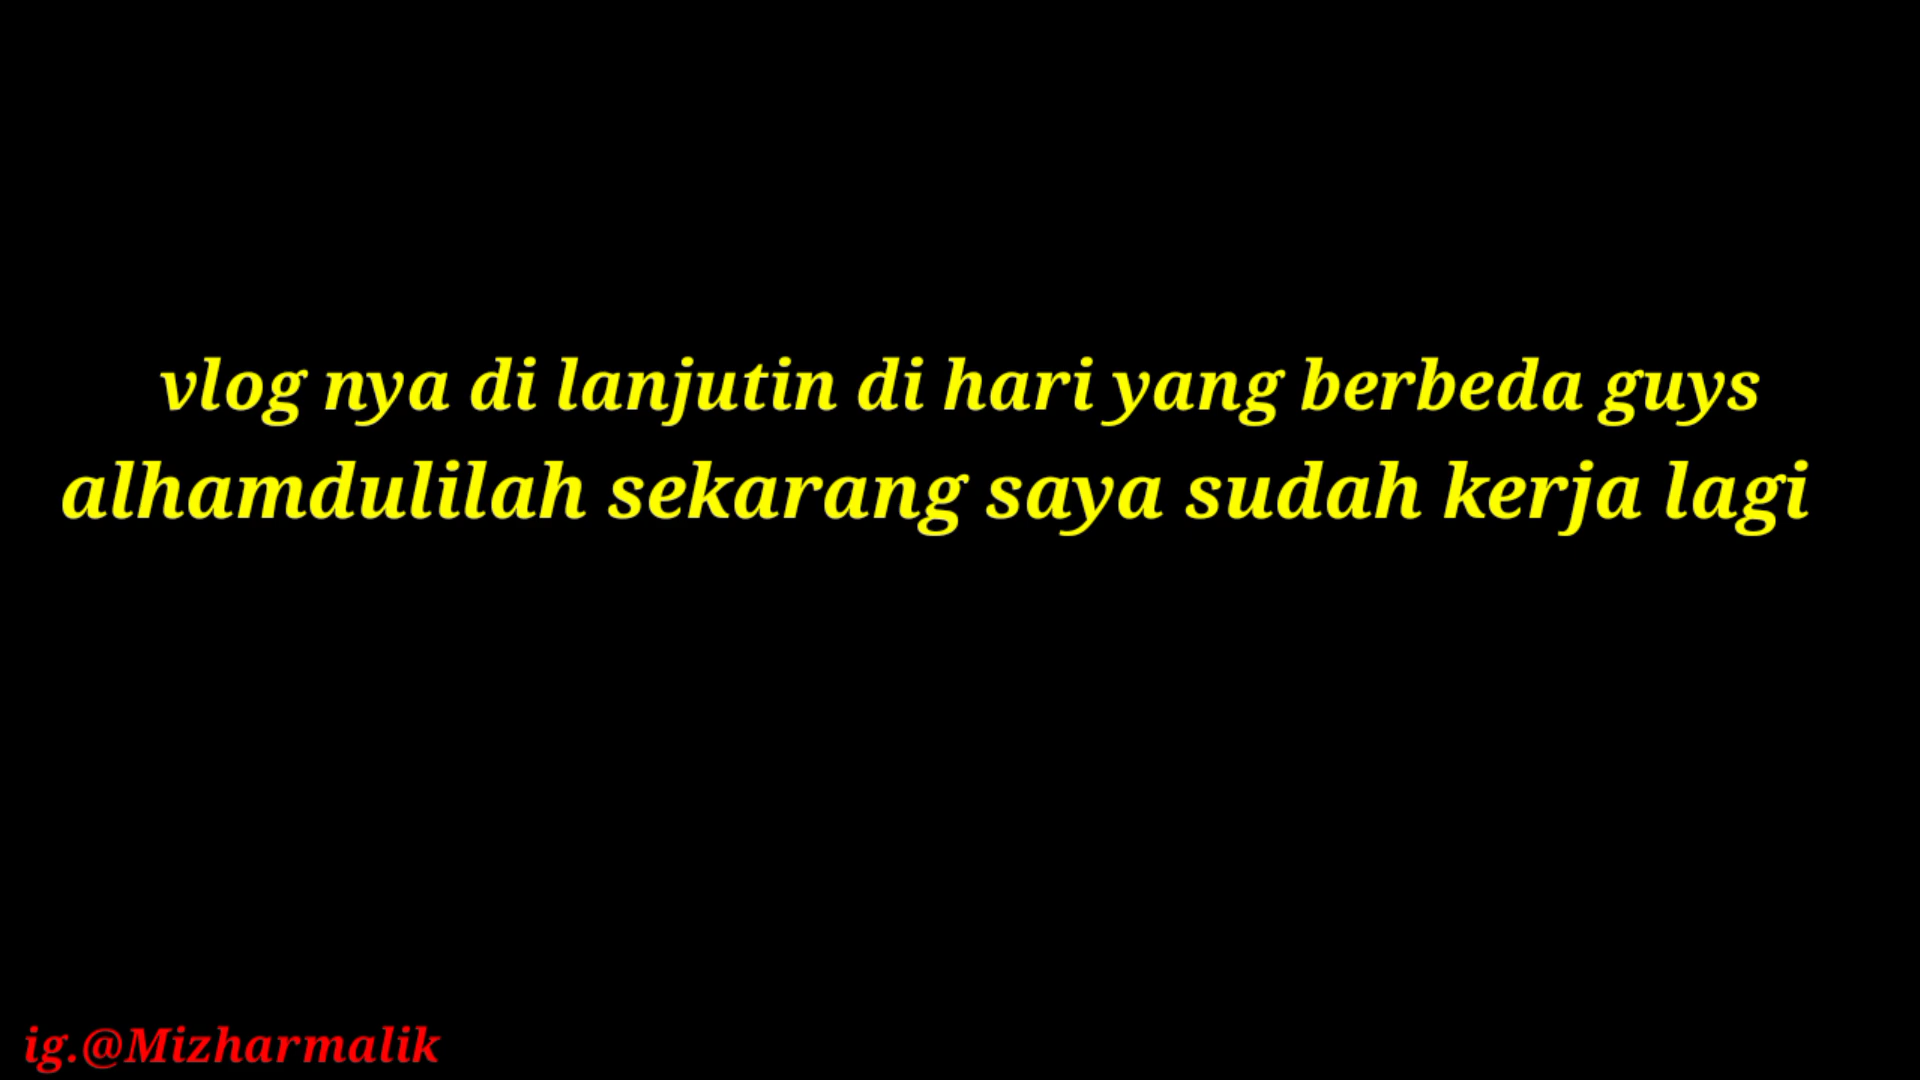 vlog nya di lanjutin di hari yang berbeda guys
alhamdulilah sekarang saya sudah kerja lagi
ig.@Mizharmalik